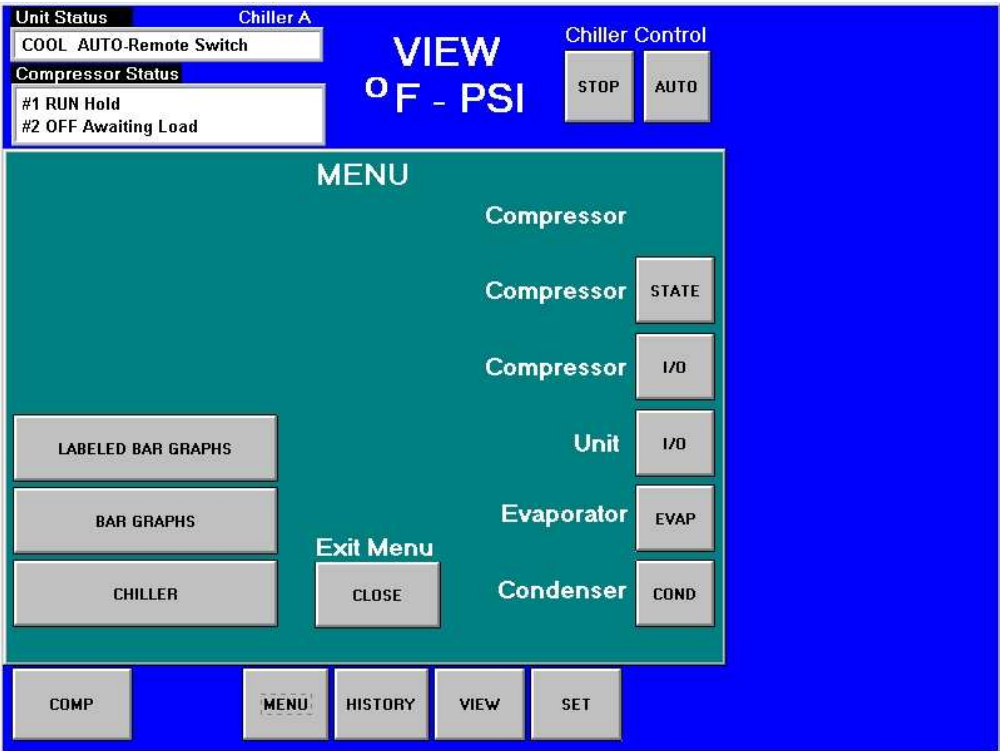 Unit Status Chiller A
COOL AUTO-Remote Switch
Compressor Status
#1 RUN Hold
#2 OFF Awaiting Load
VIEW
ºF - PSI
Chiller Control
STOP AUTO
MENU
Compressor
Compressor STATE
Compressor I/O
Unit I/O
Evaporator EVAP
Condenser COND
LABELED BAR GRAPHS
BAR GRAPHS
CHILLER
Exit Menu
CLOSE
COMP MENU HISTORY VIEW SET